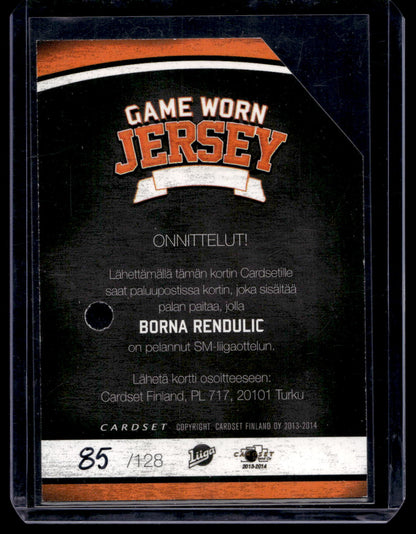 GAME WORN
JERSEY
ONNITTELUT!
Lähettämällä tämän kortin Cardsetille
saat paluupostissa kortin, joka sisältää
palan paitaa, jolla
BORNA RENDULIC
on pelannut SM-liigaottelun.
Lähetä kortti osoitteeseen:
Cardset Finland, PL 717, 20101 Turku
CARDSET COPYRIGHT CARDSET FINLAND OY 2013-2014
85 /128 Liiga CARDSET
2013-2014